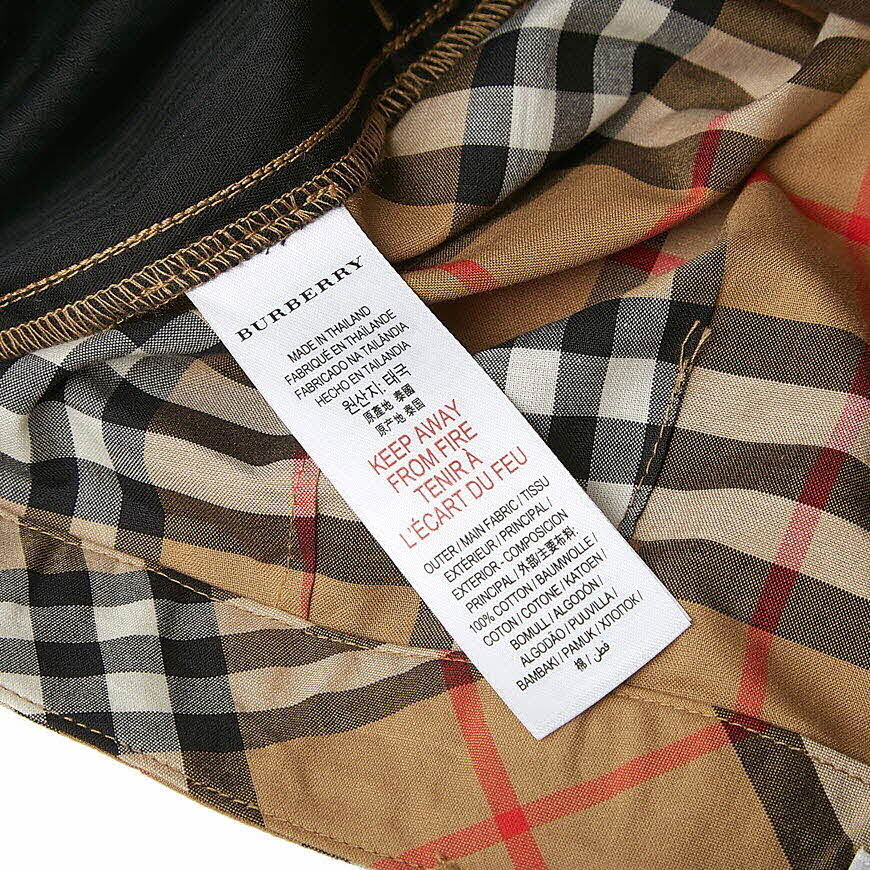 BURBERRY
MADE IN THAILAND
FABRIQUÉ EN THAÏLANDE
FABRICADO NA TAILÂNDIA
HECHO EN TAILANDIA
원산지: 태국
原產地 泰國
原产地 泰国
KEEP AWAY
FROM FIRE
TENIR À
L'ÉCART DU FEU
OUTER / MAIN FABRIC / TISSU
EXTÉRIEUR / PRINCIPAL /
EXTERIOR - COMPOSICION
PRINCIPAL / 外部主要布料:
100% COTTON / BAUMWOLLE /
COTON / COTONE / KATOEN /
BOMULL / ALGODÓN /
ALGODÃO / PUUVILLA /
BAMBAKI / PAMUK / ХЛОПОК /
棉 / قطن